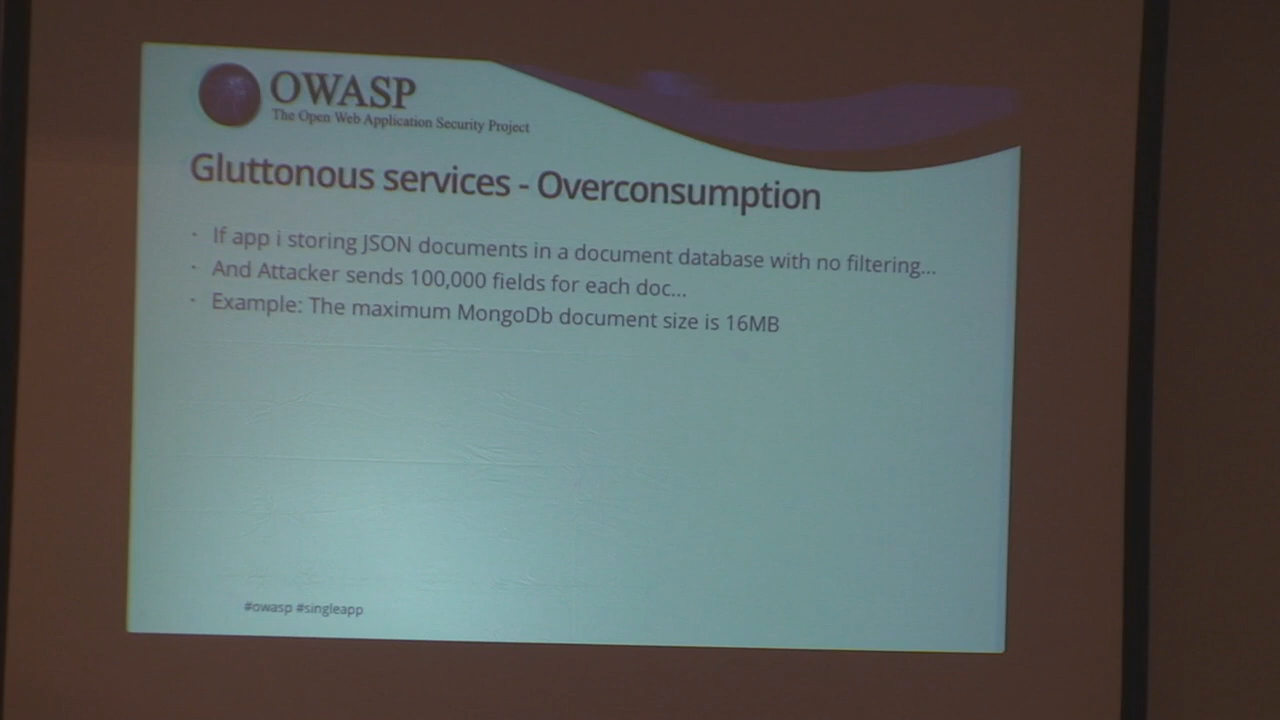 OWASP
The Open Web Application Security Project
Gluttonous services - Overconsumption
· If app i storing JSON documents in a document database with no filtering...
· And Attacker sends 100,000 fields for each doc...
· Example: The maximum MongoDb document size is 16MB
#owasp #singleapp